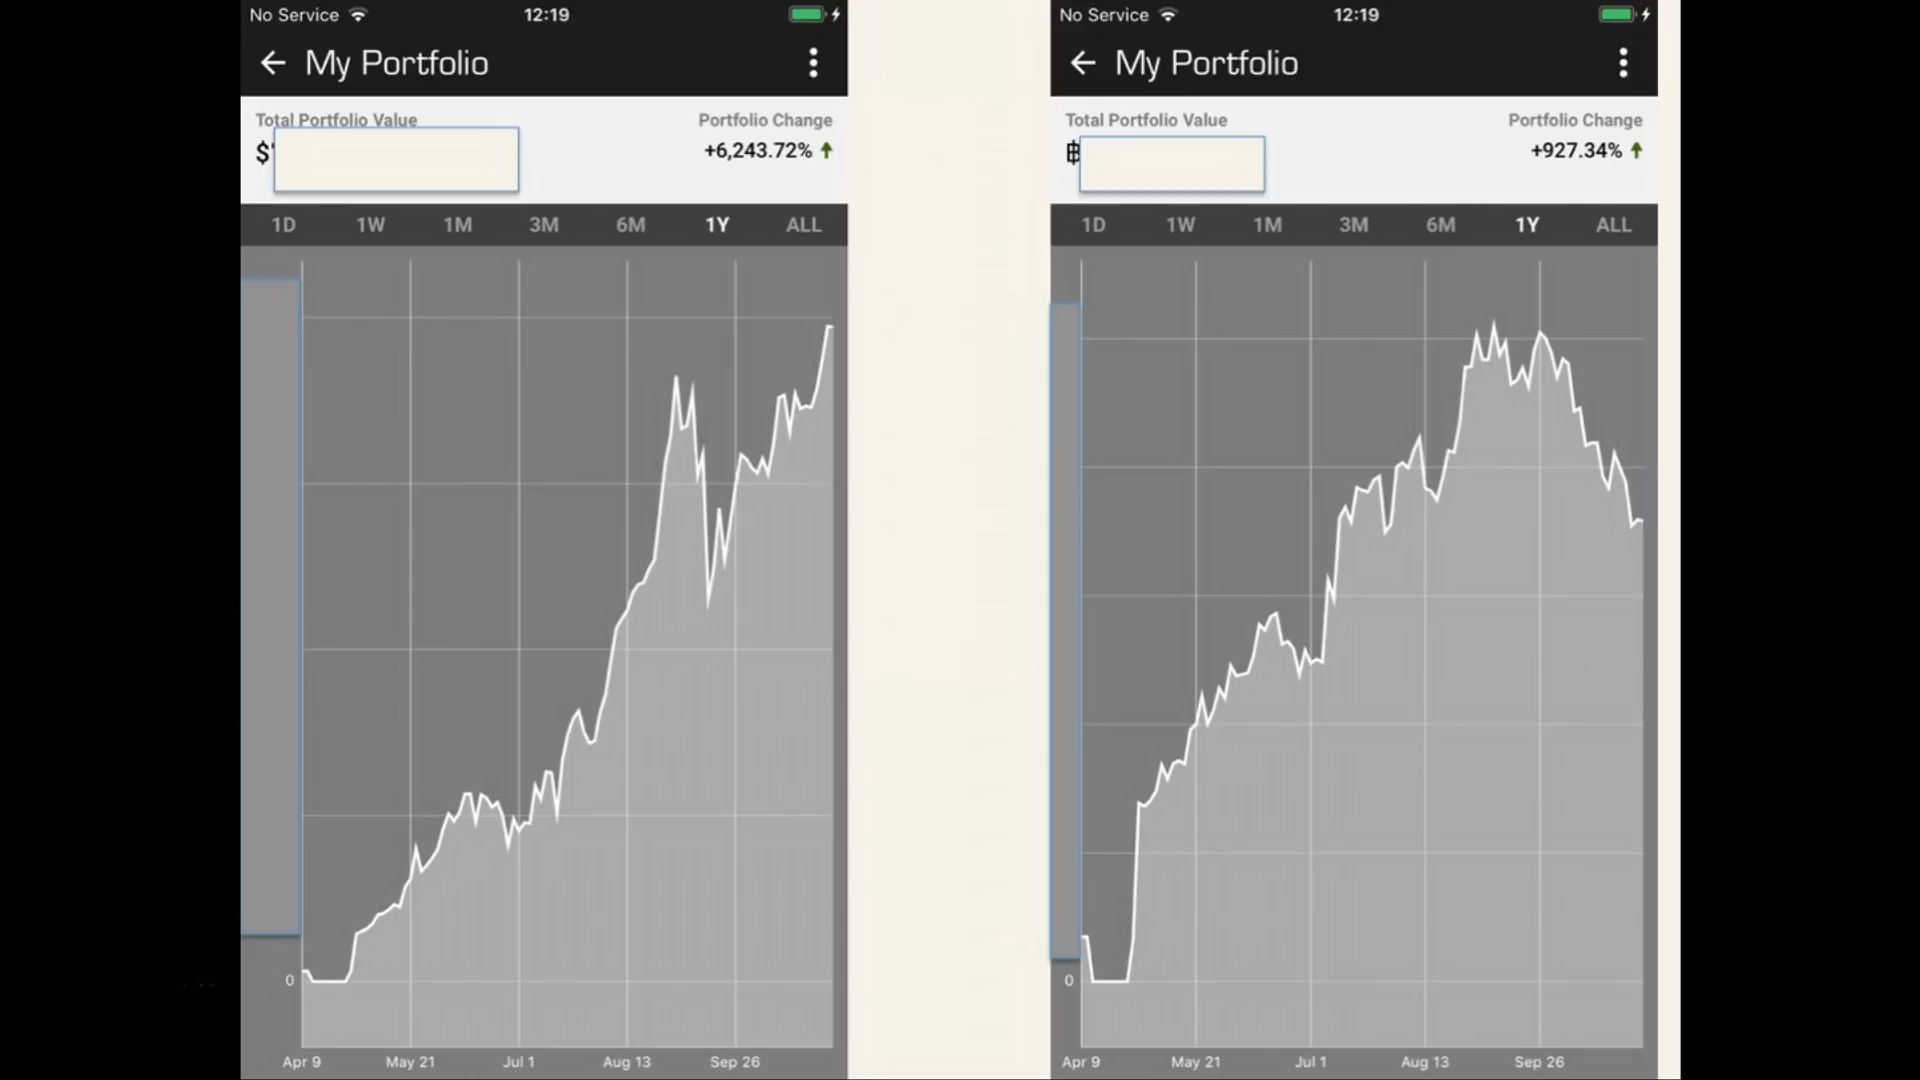 No Service 12:19
My Portfolio
Total Portfolio Value Portfolio Change
$ +6,243.72%
1D 1W 1M 3M 6M 1Y ALL
0
Apr 9 May 21 Jul 1 Aug 13 Sep 26
No Service 12:19
My Portfolio
Total Portfolio Value Portfolio Change
฿ +927.34%
1D 1W 1M 3M 6M 1Y ALL
0
Apr 9 May 21 Jul 1 Aug 13 Sep 26